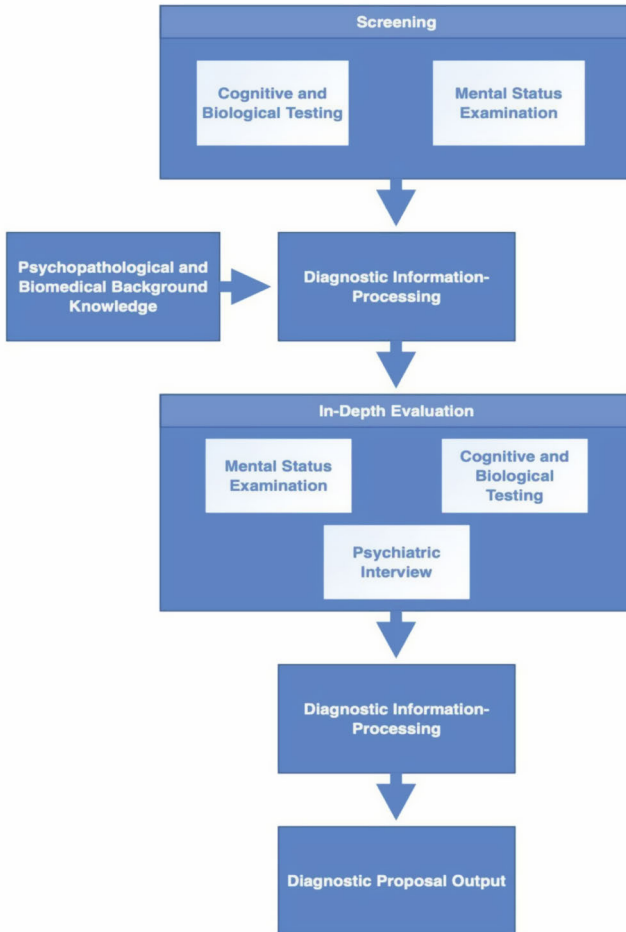 Screening
Cognitive and
Biological Testing
Mental Status
Examination
Psychopathological and
Biomedical Background
Knowledge
Diagnostic Information-
Processing
In-Depth Evaluation
Mental Status
Examination
Cognitive and
Biological
Testing
Psychiatric
Interview
Diagnostic Information-
Processing
Diagnostic Proposal Output